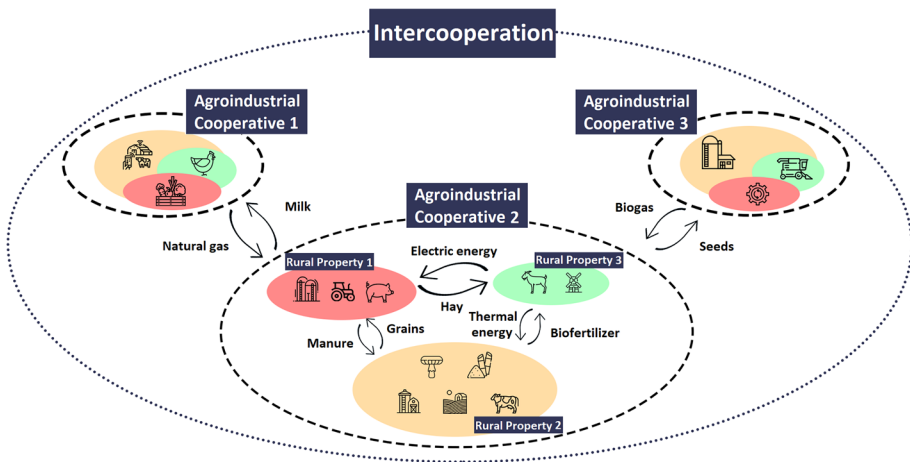 Intercooperation
Agroindustrial
Cooperative 1
Agroindustrial
Cooperative 3
Agroindustrial
Cooperative 2
Milk
Natural gas
Biogas
Seeds
Electric energy
Rural Property 1
Rural Property 3
Hay
Thermal
energy
Grains
Manure
Biofertilizer
Rural Property 2